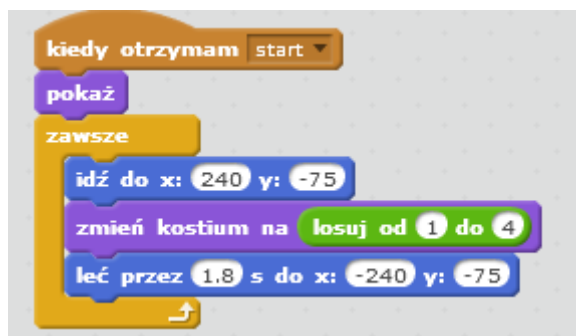 kiedy otrzymam start
pokaż
zawsze
idź do x: 240 y: -75
zmień kostium na losuj od 1 do 4
leć przez 1.8 s do x: -240 y: -75